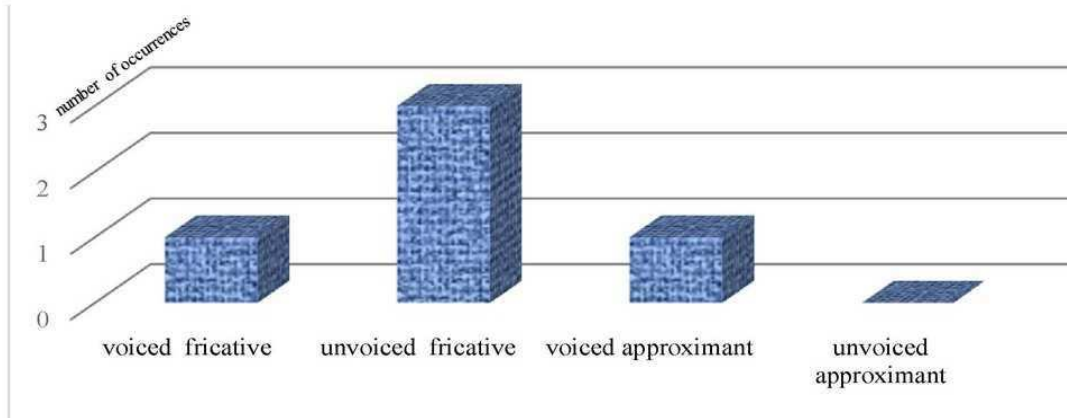 number of occurrences
3
2
1
0
voiced fricative
unvoiced fricative
voiced approximant
unvoiced
approximant